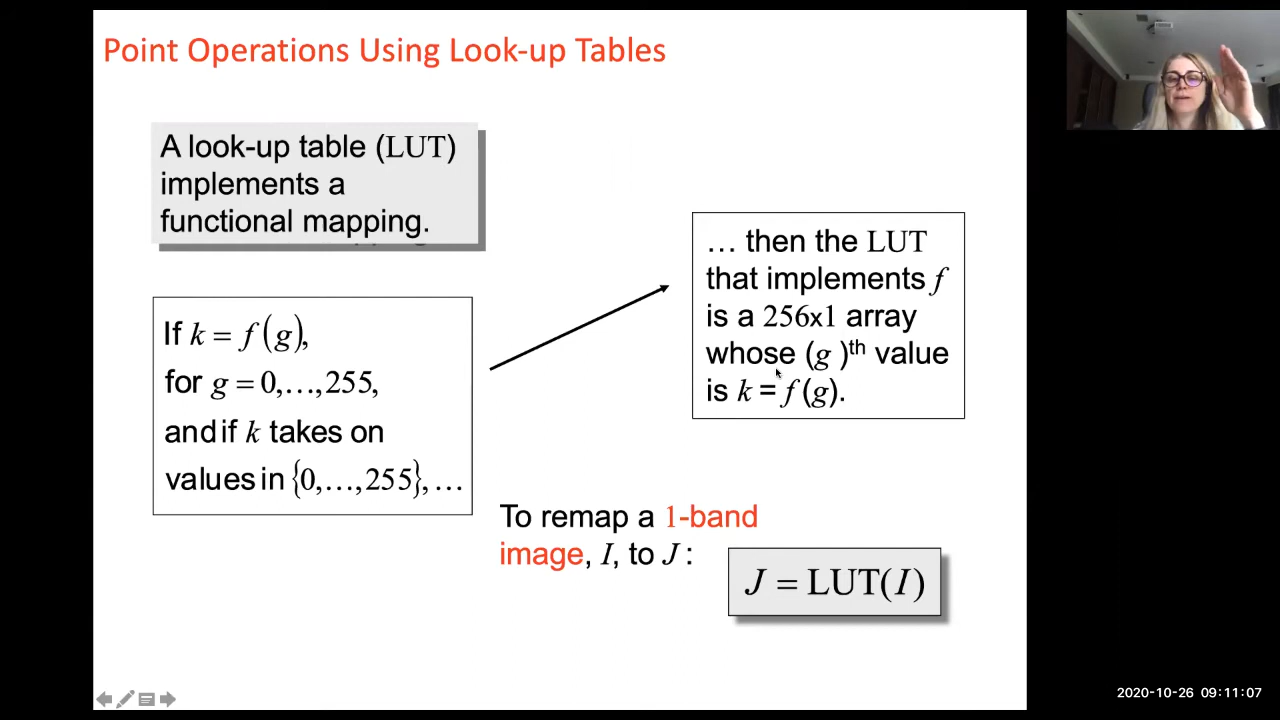 Point Operations Using Look-up Tables
A look-up table (LUT)
implements a
functional mapping.
If k = f(g),
for g = 0,…,255,
and if k takes on
values in {0,…,255}, …
… then the LUT
that implements f
is a 256x1 array
whose (g )th value
is k = f (g).
To remap a 1-band
image, I, to J :
J = LUT(I)
2020-10-26 09:11:07